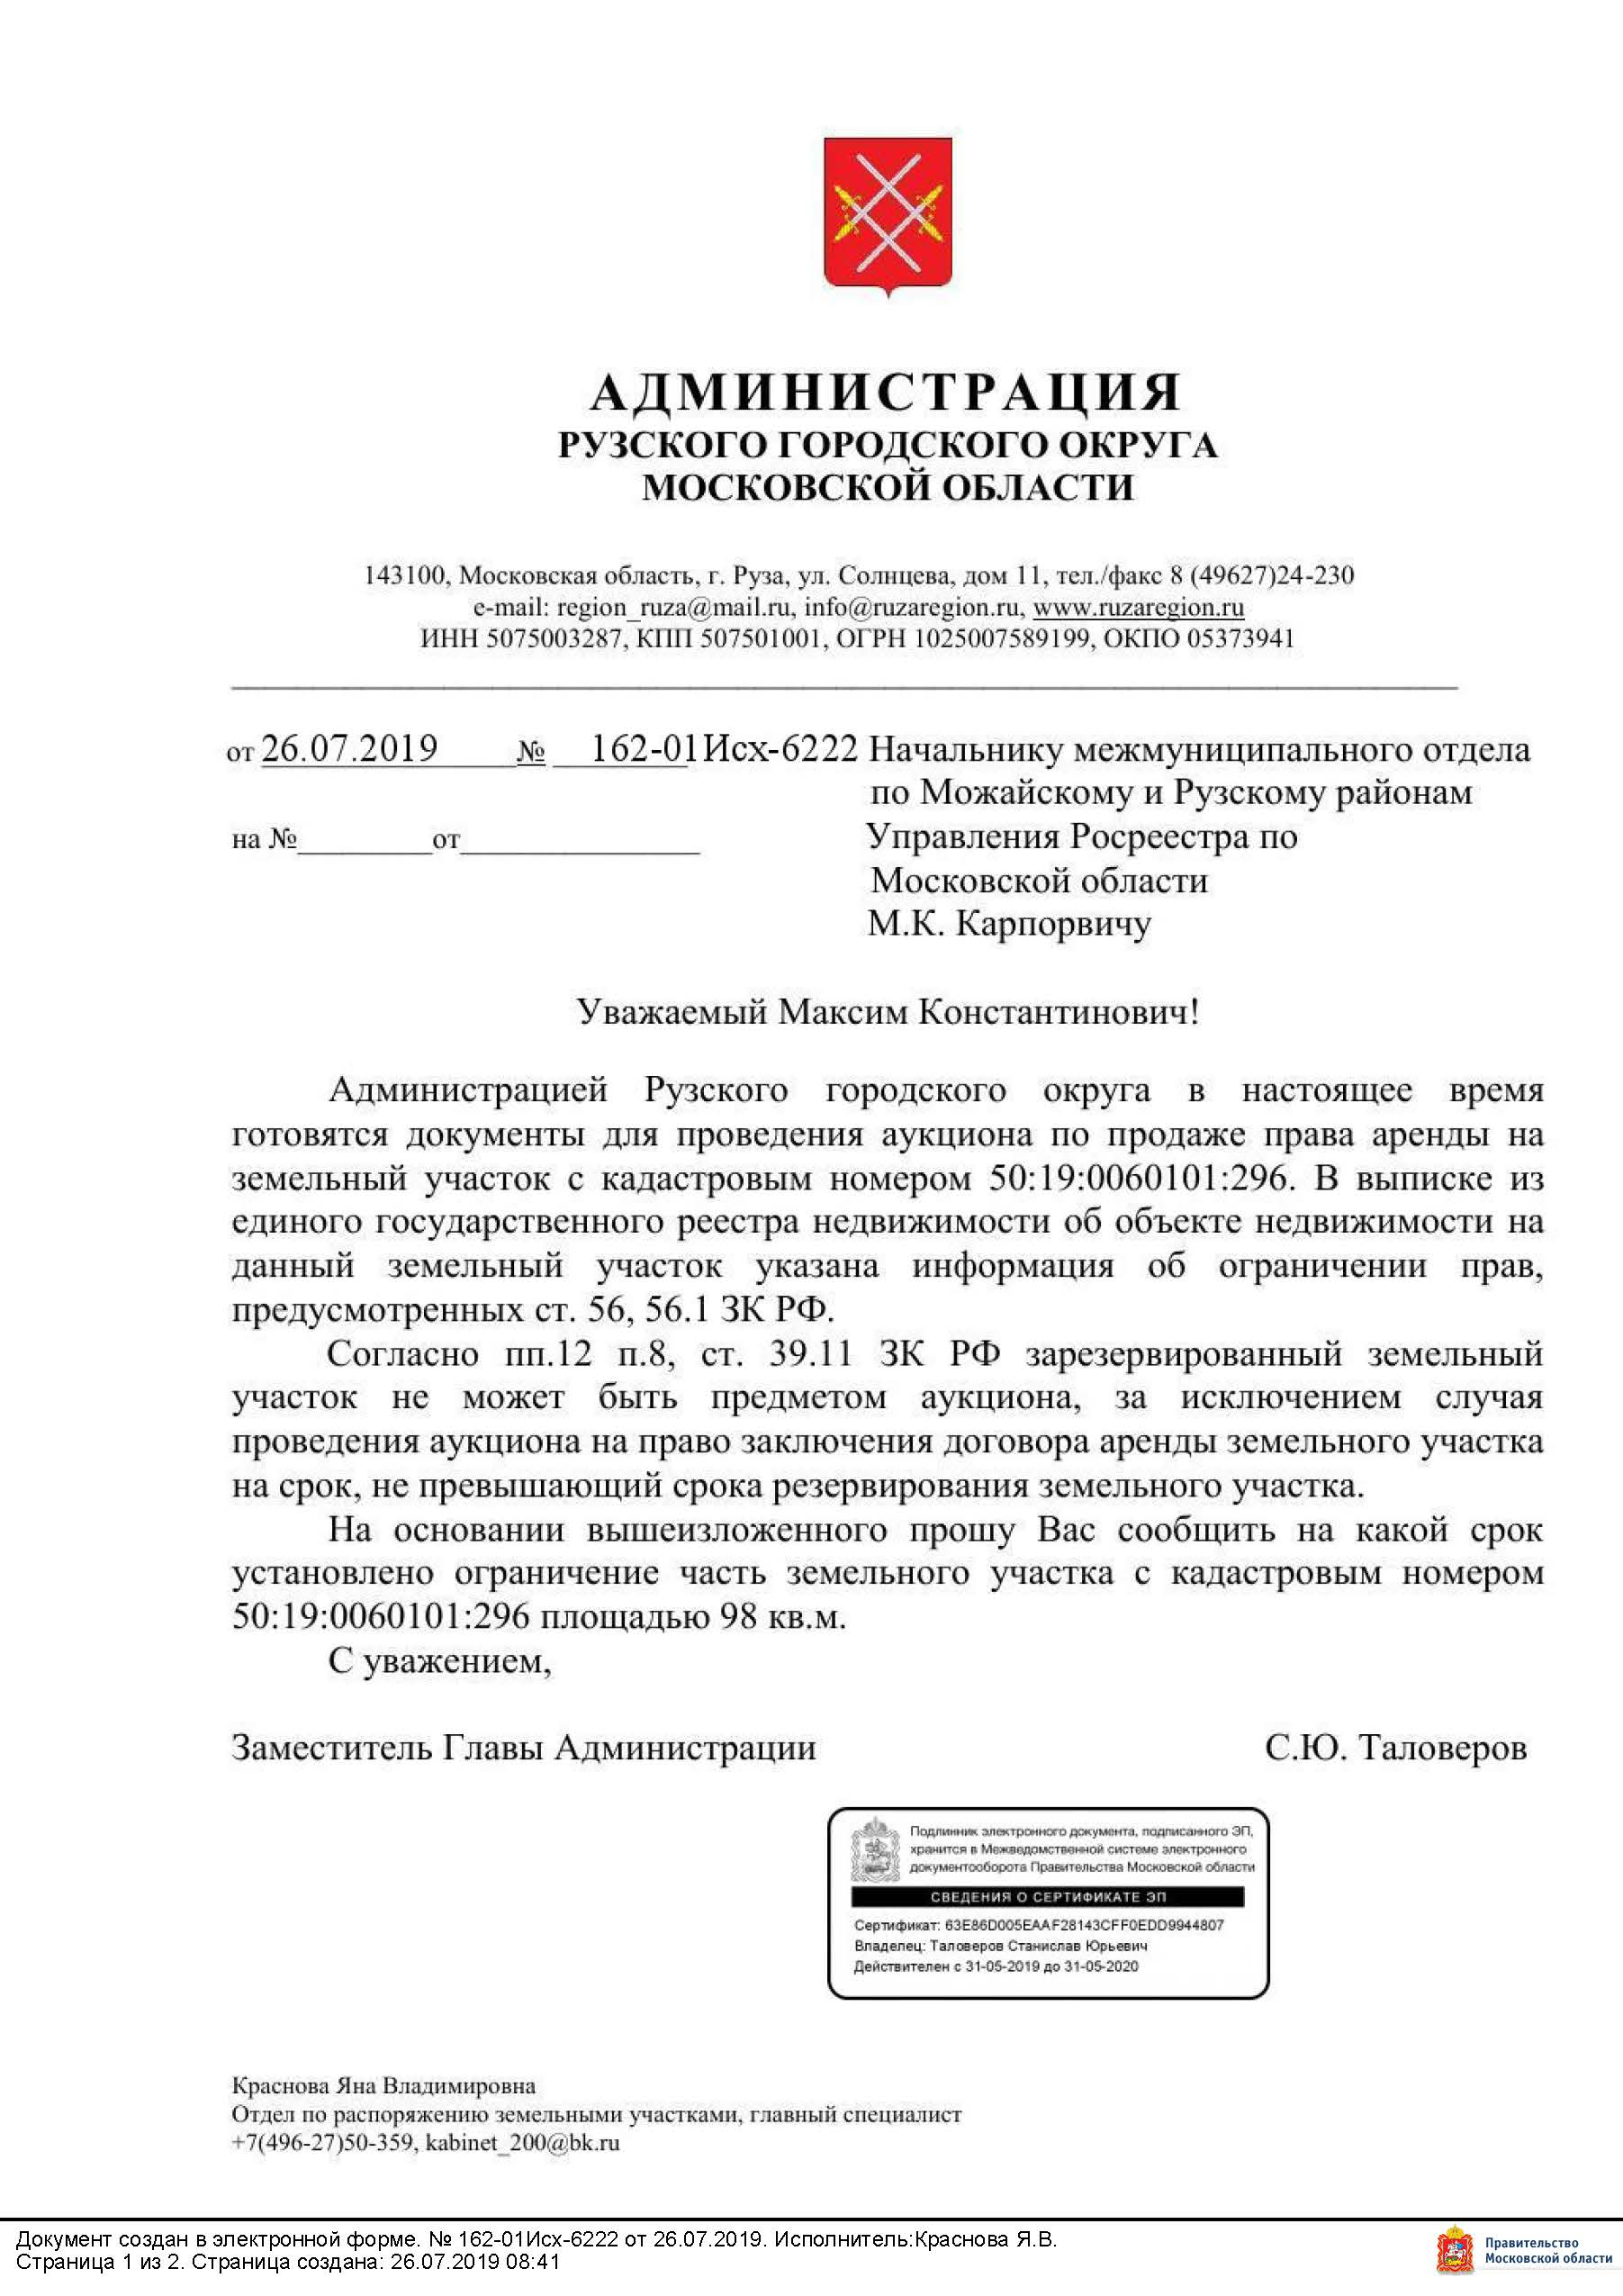 АДМИНИСТРАЦИЯ
РУЗСКОГО ГОРОДСКОГО ОКРУГА
МОСКОВСКОЙ ОБЛАСТИ
143100, Московская область, г. Руза, ул. Солнцева, дом 11, тел./факс 8 (49627)24-230
e-mail: region_ruza@mail.ru, info@ruzaregion.ru, www.ruzaregion.ru
ИНН 5075003287, КПП 507501001, ОГРН 1025007589199, ОКПО 05373941
от 26.07.2019 № 162-01Исх-6222
на №_________от________________
Начальнику межмуниципального отдела
по Можайскому и Рузскому районам
Управления Росреестра по
Московской области
М.К. Карпорвичу
Уважаемый Максим Константинович!
Администрацией Рузского городского округа в настоящее время
готовятся документы для проведения аукциона по продаже права аренды на
земельный участок с кадастровым номером 50:19:0060101:296. В выписке из
единого государственного реестра недвижимости об объекте недвижимости на
данный земельный участок указана информация об ограничении прав,
предусмотренных ст. 56, 56.1 ЗК РФ.
Согласно пп.12 п.8, ст. 39.11 ЗК РФ зарезервированный земельный
участок не может быть предметом аукциона, за исключением случая
проведения аукциона на право заключения договора аренды земельного участка
на срок, не превышающий срока резервирования земельного участка.
На основании вышеизложенного прошу Вас сообщить на какой срок
установлено ограничение часть земельного участка с кадастровым номером
50:19:0060101:296 площадью 98 кв.м.
С уважением,
Заместитель Главы Администрации С.Ю. Таловеров
Подлинник электронного документа, подписанного ЭП,
хранится в Межведомственной системе электронного
документооборота Правительства Московской области
СВЕДЕНИЯ О СЕРТИФИКАТЕ ЭП
Сертификат: 63E86D005EAAF28143CFF0EDD9944807
Владелец: Таловеров Станислав Юрьевич
Действителен с 31-05-2019 до 31-05-2020
Краснова Яна Владимировна
Отдел по распоряжению земельными участками, главный специалист
+7(496-27)50-359, kabinet_200@bk.ru
Документ создан в электронной форме. № 162-01Исх-6222 от 26.07.2019. Исполнитель:Краснова Я.В.
Страница 1 из 2. Страница создана: 26.07.2019 08:41
Правительство
Московской области